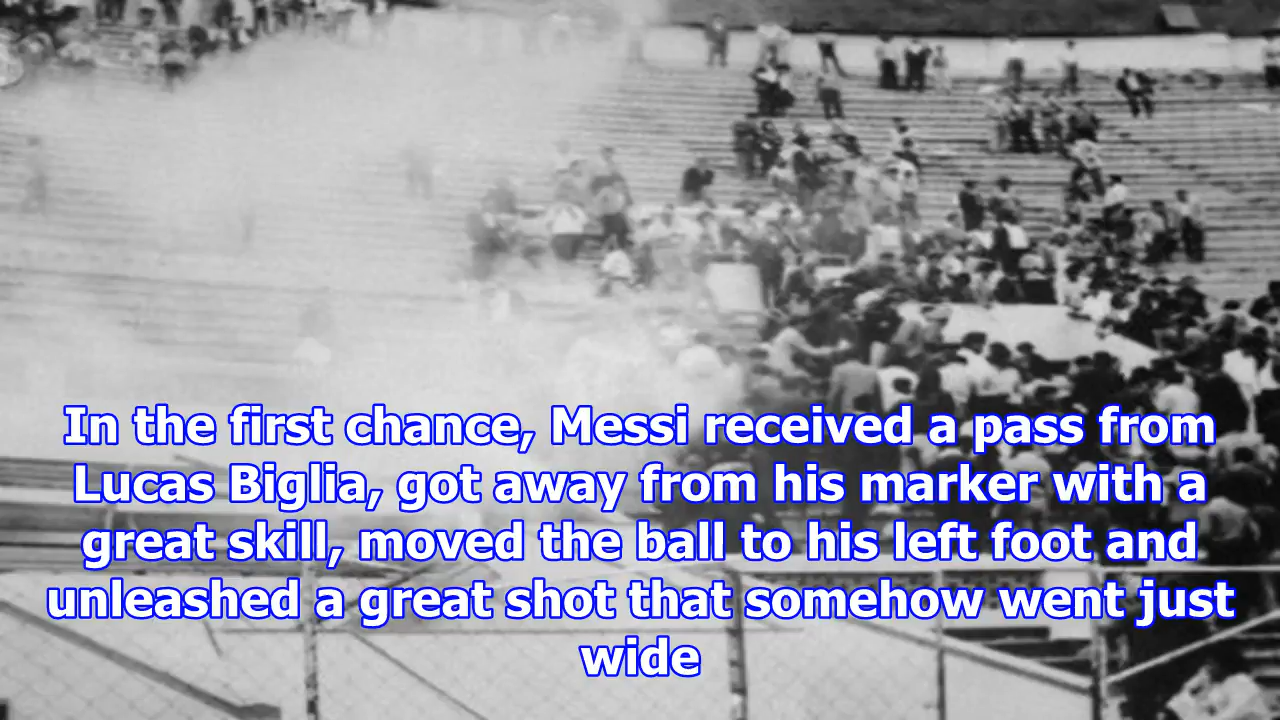 In the first chance, Messi received a pass from
Lucas Biglia, got away from his marker with a
great skill, moved the ball to his left foot and
unleashed a great shot that somehow went just
wide